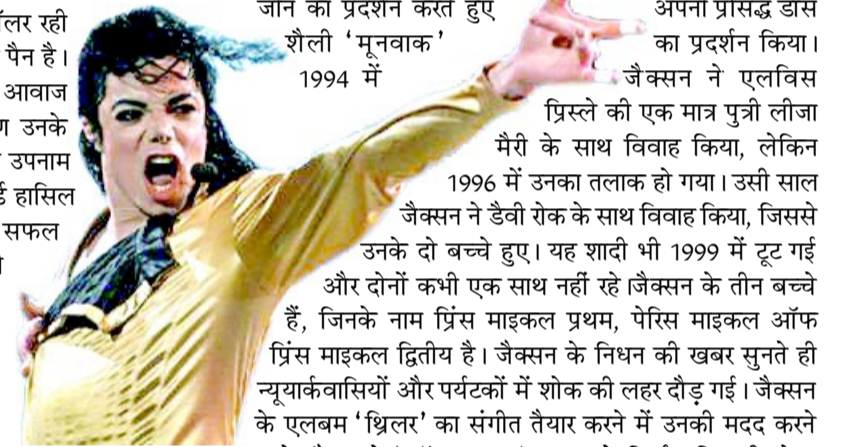 ॉलर रही
पैन है।
आवाज
ण उनके
उपनाम
र्ड हासिल
सफल
जॉन का प्रदर्शन करते हुए
शैली ‘मूनवाक’
1994 में
अपनी प्रसिद्ध डांस
का प्रदर्शन किया।
जैक्सन ने एलविस
प्रिस्ले की एक मात्र पुत्री लीजा
मैरी के साथ विवाह किया, लेकिन
1996 में उनका तलाक हो गया। उसी साल
जैक्सन ने डैवी रोक के साथ विवाह किया, जिससे
उनके दो बच्चे हुए। यह शादी भी 1999 में टूट गई
और दोनों कभी एक साथ नहीं रहे ।जैक्सन के तीन बच्चे
हैं, जिनके नाम प्रिंस माइकल प्रथम, पेरिस माइकल ऑफ
प्रिंस माइकल द्वितीय है। जैक्सन के निधन की खबर सुनते ही
न्यूयार्कवासियों और पर्यटकों में शोक की लहर दौड़ गई। जैक्सन
के एलबम ‘थ्रिलर’ का संगीत तैयार करने में उनकी मदद करने